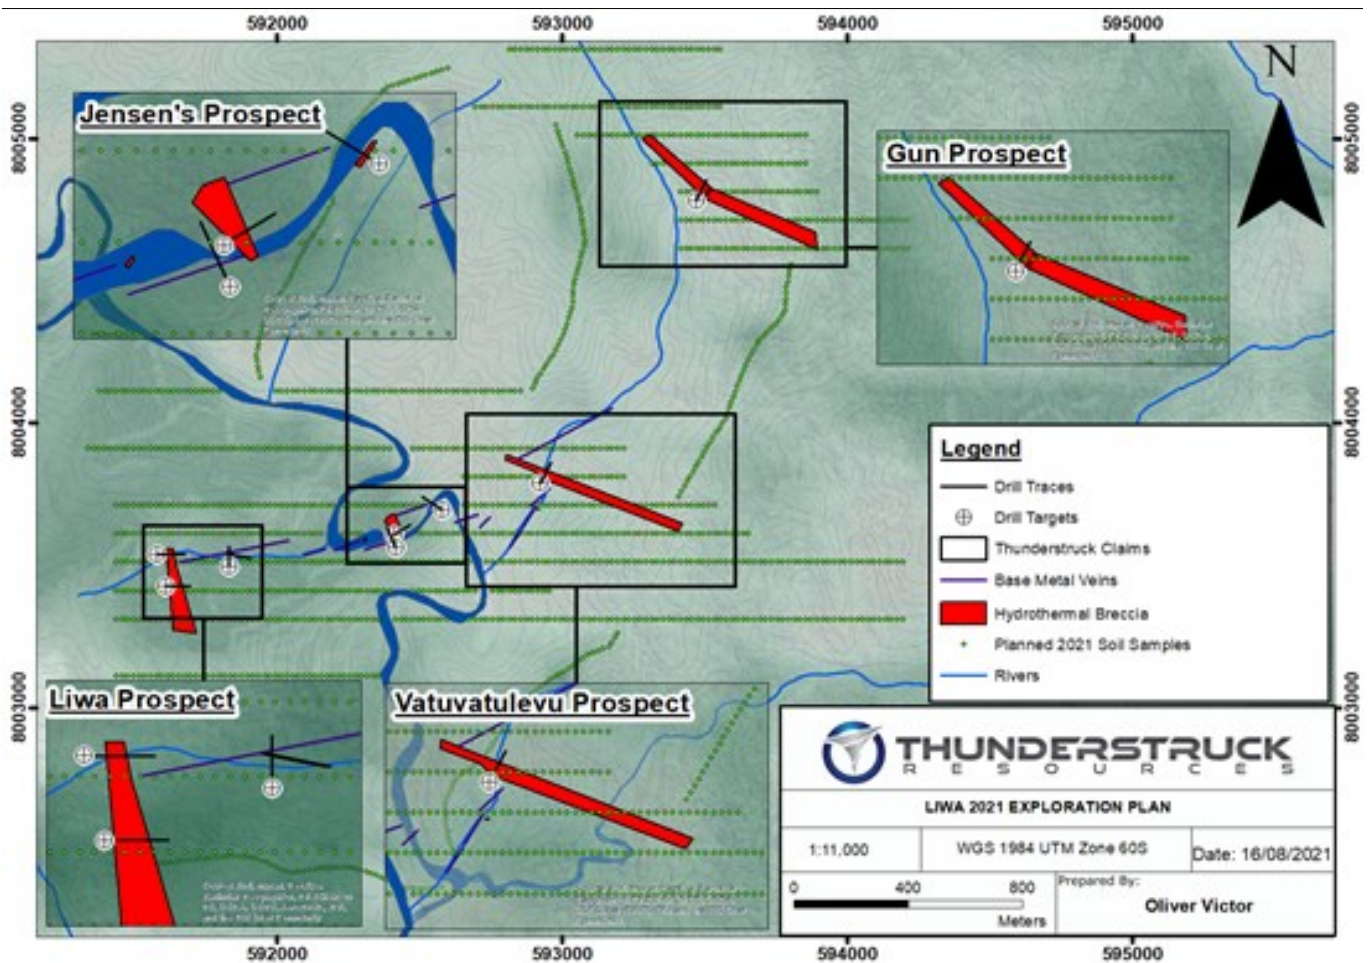 592000
593000
594000
595000
N
Jensen's Prospect
Gun Prospect
8005000
8005000
8004000
8004000
Legend
Drill Traces
Drill Targets
Thunderstruck Claims
Base Metal Veins
Hydrothermal Breccia
Planned 2021 Soil Samples
Rivers
Liwa Prospect
Vatuvatulevu Prospect
8003000
8003000
THUNDERSTRUCK
RESOURCES
LIWA 2021 EXPLORATION PLAN
1:11,000
WGS 1984 UTM Zone 60S
Date: 16/08/2021
0 400 800
Meters
Prepared By:
Oliver Victor
592000
593000
594000
595000